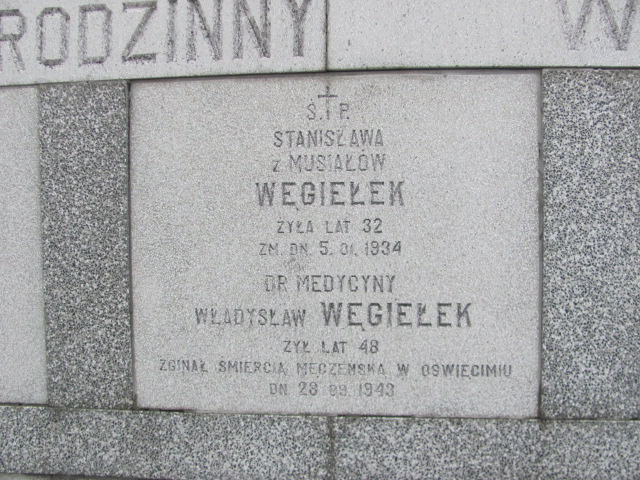 RODZINNY W
Ś. † P.
STANISŁAWA
z MUSIAŁÓW
WĘGIEŁEK
ŻYŁA LAT 32
ZM. DN. 5. 01. 1934
DR MEDYCYNY
WŁADYSŁAW WĘGIEŁEK
ŻYŁ LAT 48
ZGINĄŁ ŚMIERCIĄ MĘCZEŃSKĄ W OŚWIĘCIMIU
DN 28 09 1943